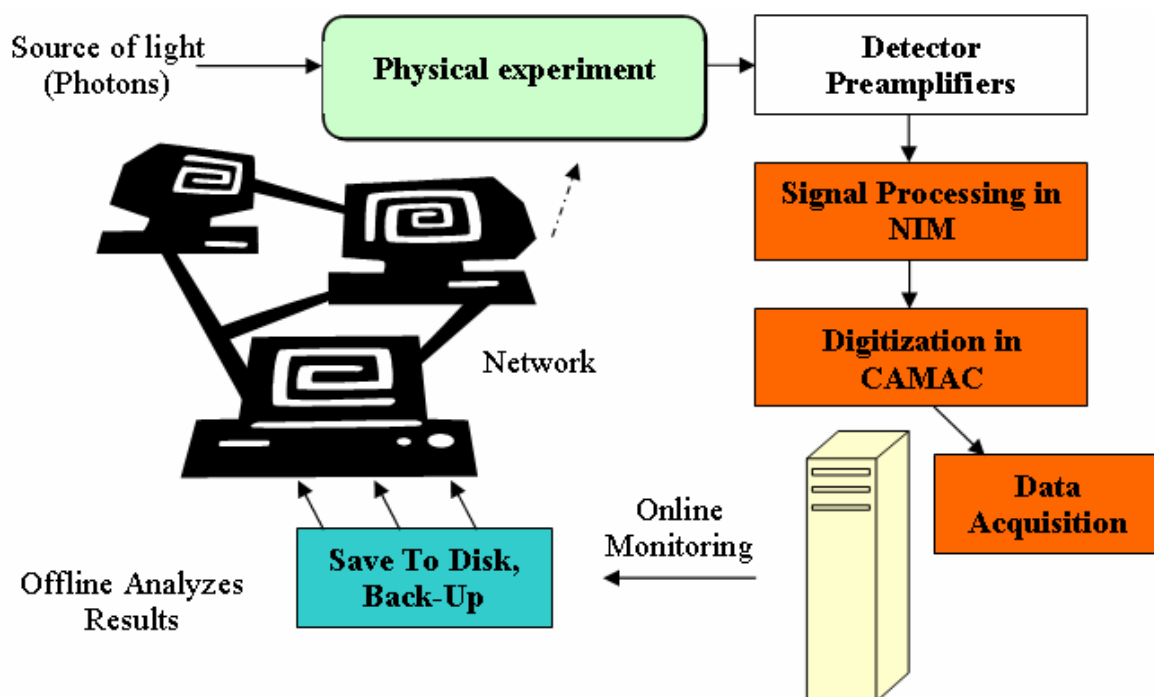 Source of light
(Photons)
Physical experiment
Detector
Preamplifiers
Signal Processing in
NIM
Digitization in
CAMAC
Data
Acquisition
Online
Monitoring
Network
Save To Disk,
Back-Up
Offline Analyzes
Results